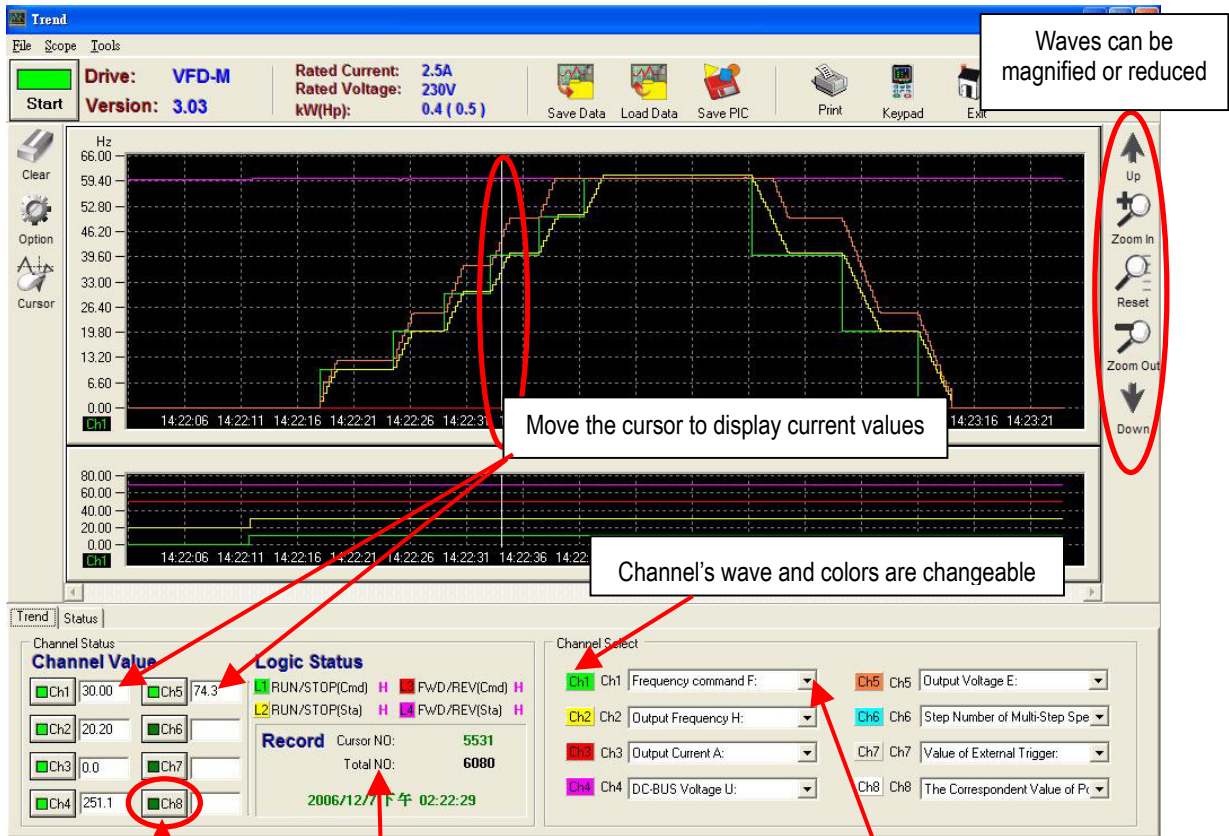 Trend
File Scope Tools
Waves can be
magnified or reduced
Start
Drive: VFD-M
Version: 3.03
Rated Current: 2.5A
Rated Voltage: 230V
kW(Hp): 0.4 ( 0.5 )
Save Data Load Data Save PIC Print Keypad Exit
Clear
Option
Cursor
Hz
66.00
59.40
52.80
46.20
39.60
33.00
26.40
19.80
13.20
6.60
0.00
Ch1 14:22:06 14:22:11 14:22:16 14:22:21 14:22:26 14:22:31 14:23:16 14:23:21
Up
Zoom In
Reset
Zoom Out
Down
Move the cursor to display current values
80.00
60.00
40.00
20.00
0.00
Ch1 14:22:06 14:22:11 14:22:16 14:22:21 14:22:26 14:22:31 14:22:36
Channel's wave and colors are changeable
Trend Status
Channel Status
Channel Value
Ch1 30.00 Ch5 74.3
Ch2 20.20 Ch6
Ch3 0.0 Ch7
Ch4 251.1 Ch8
Logic Status
L1 RUN/STOP(Cmd) H L3 FWD/REV(Cmd) H
L2 RUN/STOP(Sta) H L4 FWD/REV(Sta) H
Record Cursor NO: 5531
Total NO: 6080
2006/12/7 下午 02:22:29
Channel Select
Ch1 Ch1 Frequency command F:
Ch2 Ch2 Output Frequency H:
Ch3 Ch3 Output Current A:
Ch4 Ch4 DC-BUS Voltage U:
Ch5 Ch5 Output Voltage E:
Ch6 Ch6 Step Number of Multi-Step Spe
Ch7 Ch7 Value of External Trigger:
Ch8 Ch8 The Correspondent Value of Pc